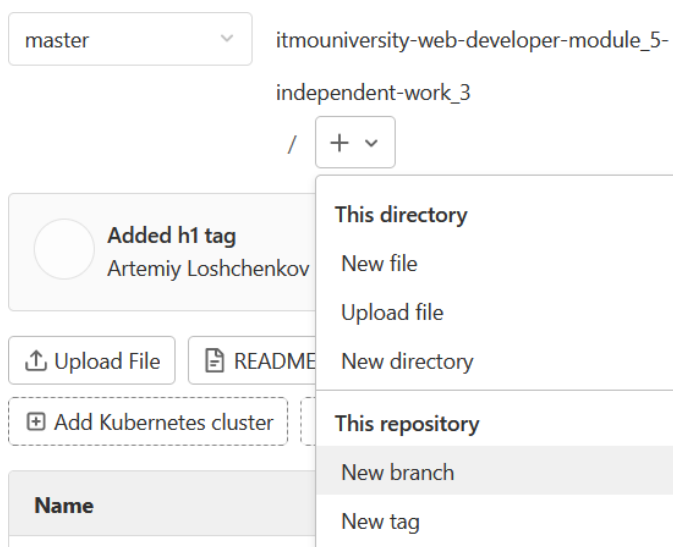 master
itmouniversity-web-developer-module_5-
independent-work_3
/
This directory
New file
Upload file
New directory
This repository
New branch
New tag
Added h1 tag
Artemiy Loshchenkov
Upload File
README
Add Kubernetes cluster
Name